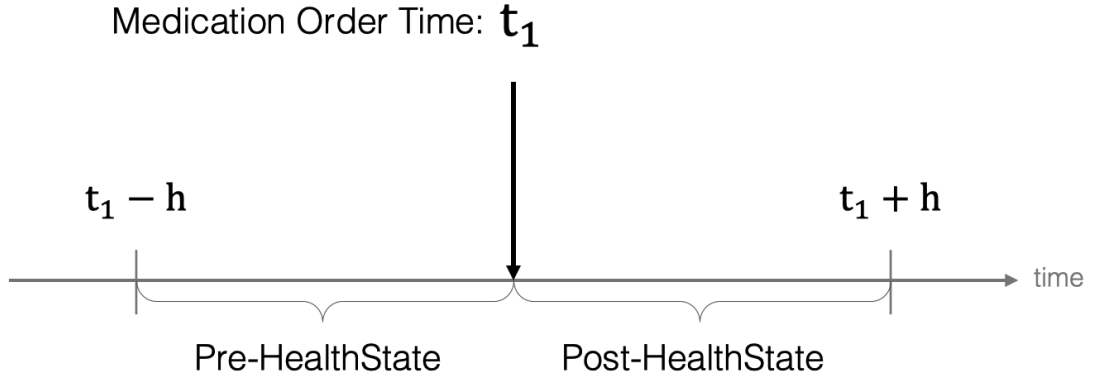 Medication Order Time: t₁
t₁ − h
t₁ + h
time
Pre-HealthState
Post-HealthState